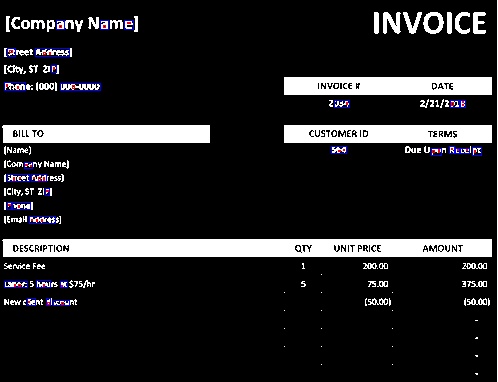 [Company Name]
INVOICE
[Street Address]
[City, ST ZIP]
Phone: (000) 000-0000
INVOICE # DATE
2034 2/21/2018
BILL TO
CUSTOMER ID TERMS
[Name]
564 Due Upon Receipt
[Company Name]
[Street Address]
[City, ST ZIP]
[Phone]
[Email Address]
DESCRIPTION QTY UNIT PRICE AMOUNT
Service Fee 1 200.00 200.00
Labor: 5 hours at $75/hr 5 75.00 375.00
New client discount (50.00) (50.00)
-
-
-
-